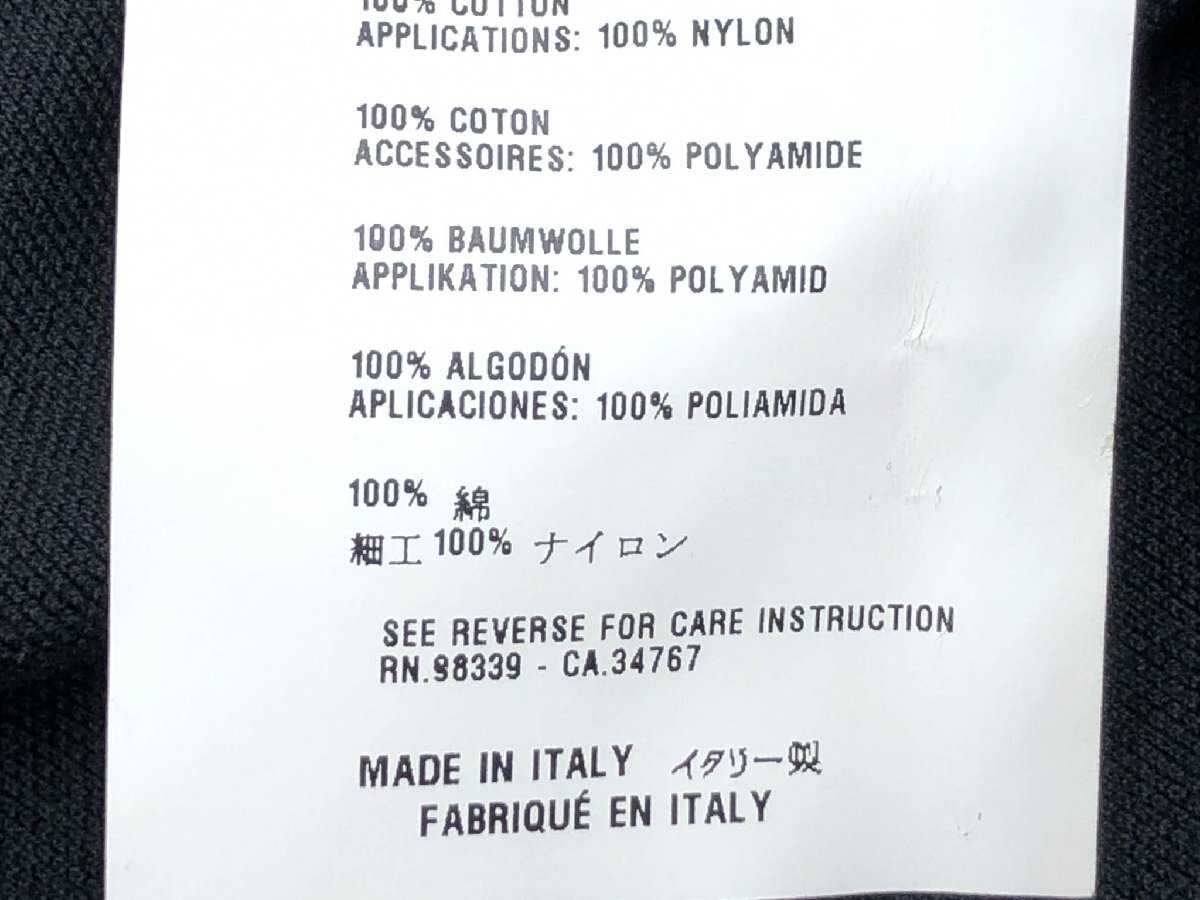 100% COTTON
APPLICATIONS: 100% NYLON
100% COTON
ACCESSOIRES: 100% POLYAMIDE
100% BAUMWOLLE
APPLIKATION: 100% POLYAMID
100% ALGODÓN
APLICACIONES: 100% POLIAMIDA
100% 綿
細工 100% ナイロン
SEE REVERSE FOR CARE INSTRUCTION
RN.98339 - CA.34767
MADE IN ITALY イタリー製
FABRIQUÉ EN ITALY